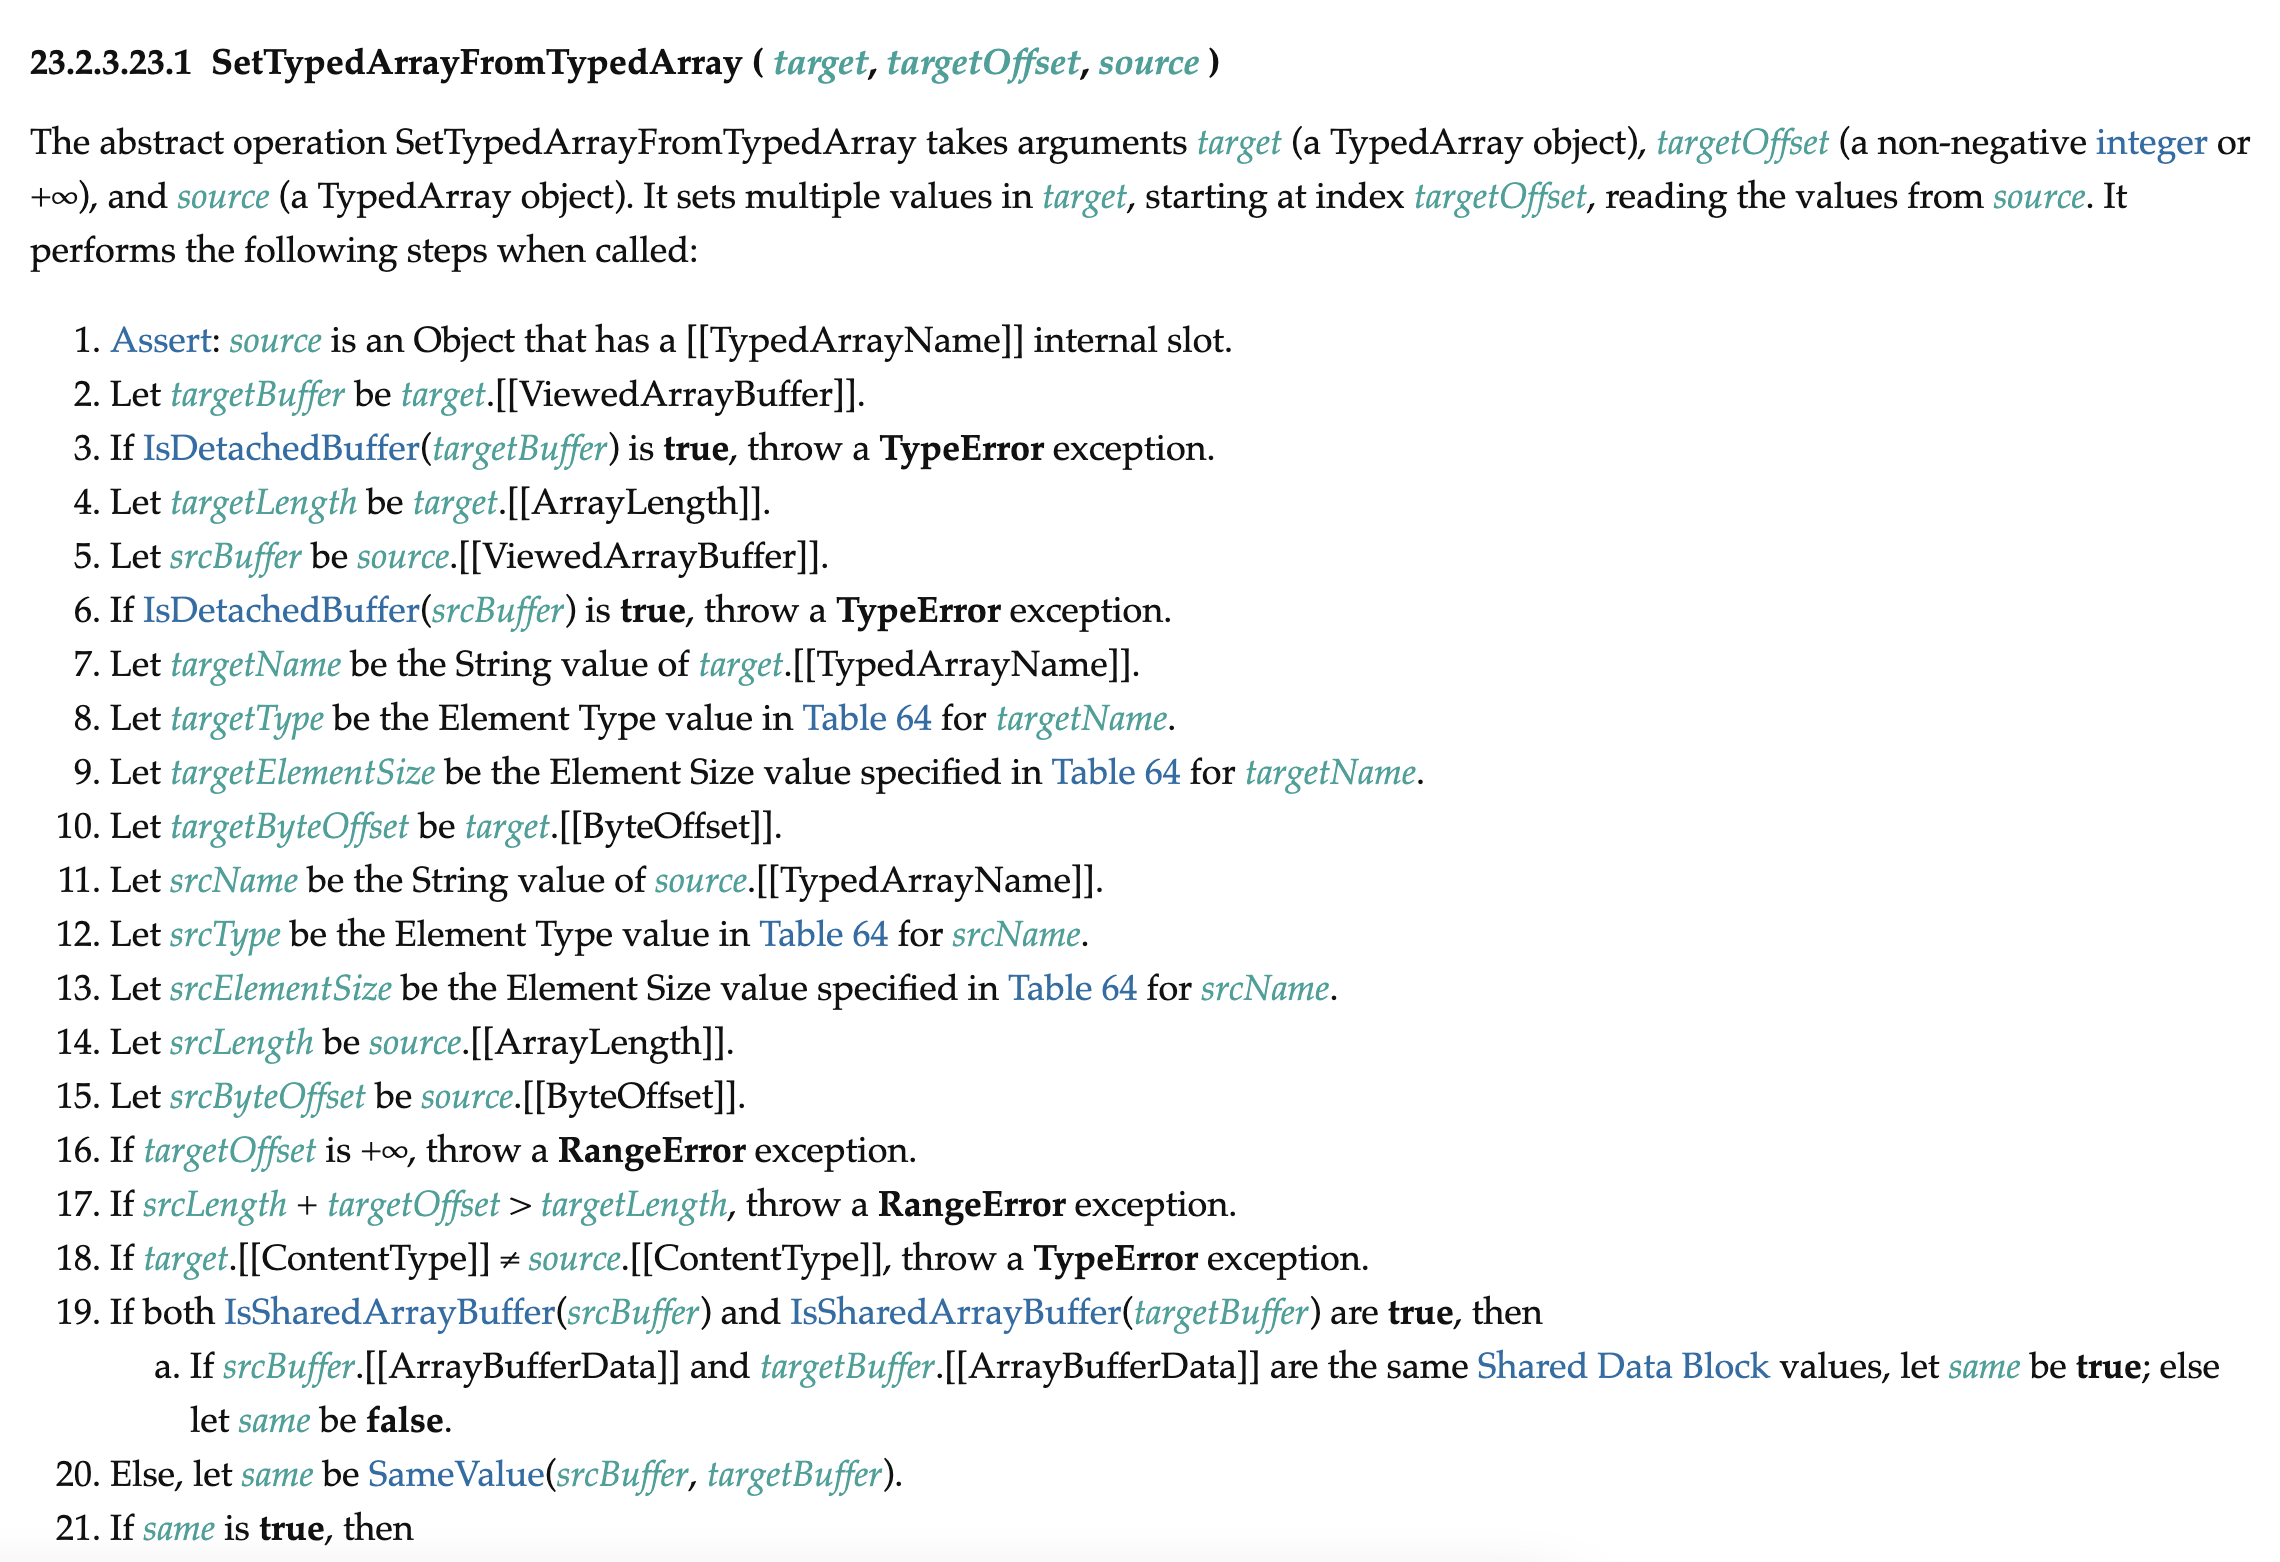 23.2.3.23.1 SetTypedArrayFromTypedArray ( target, targetOffset, source )
The abstract operation SetTypedArrayFromTypedArray takes arguments target (a TypedArray object), targetOffset (a non-negative integer or
+∞), and source (a TypedArray object). It sets multiple values in target, starting at index targetOffset, reading the values from source. It
performs the following steps when called:
1. Assert: source is an Object that has a [[TypedArrayName]] internal slot.
2. Let targetBuffer be target.[[ViewedArrayBuffer]].
3. If IsDetachedBuffer(targetBuffer) is true, throw a TypeError exception.
4. Let targetLength be target.[[ArrayLength]].
5. Let srcBuffer be source.[[ViewedArrayBuffer]].
6. If IsDetachedBuffer(srcBuffer) is true, throw a TypeError exception.
7. Let targetName be the String value of target.[[TypedArrayName]].
8. Let targetType be the Element Type value in Table 64 for targetName.
9. Let targetElementSize be the Element Size value specified in Table 64 for targetName.
10. Let targetByteOffset be target.[[ByteOffset]].
11. Let srcName be the String value of source.[[TypedArrayName]].
12. Let srcType be the Element Type value in Table 64 for srcName.
13. Let srcElementSize be the Element Size value specified in Table 64 for srcName.
14. Let srcLength be source.[[ArrayLength]].
15. Let srcByteOffset be source.[[ByteOffset]].
16. If targetOffset is +∞, throw a RangeError exception.
17. If srcLength + targetOffset > targetLength, throw a RangeError exception.
18. If target.[[ContentType]] ≠ source.[[ContentType]], throw a TypeError exception.
19. If both IsSharedArrayBuffer(srcBuffer) and IsSharedArrayBuffer(targetBuffer) are true, then
a. If srcBuffer.[[ArrayBufferData]] and targetBuffer.[[ArrayBufferData]] are the same Shared Data Block values, let same be true; else
let same be false.
20. Else, let same be SameValue(srcBuffer, targetBuffer).
21. If same is true, then